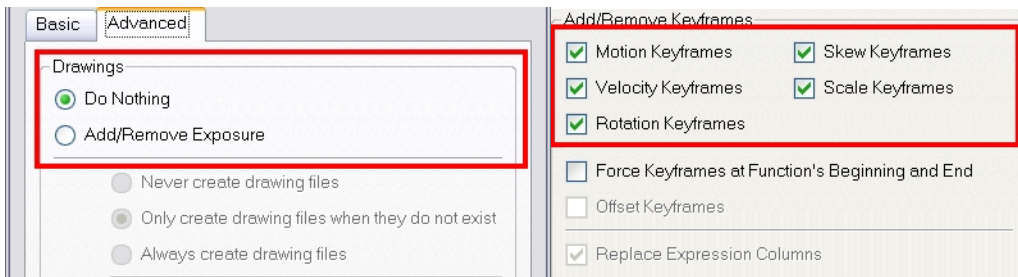 Basic Advanced
Drawings
Do Nothing
Add/Remove Exposure
Never create drawing files
Only create drawing files when they do not exist
Always create drawing files
Add/Remove Keyframes
Motion Keyframes Skew Keyframes
Velocity Keyframes Scale Keyframes
Rotation Keyframes
Force Keyframes at Function's Beginning and End
Offset Keyframes
Replace Expression Columns